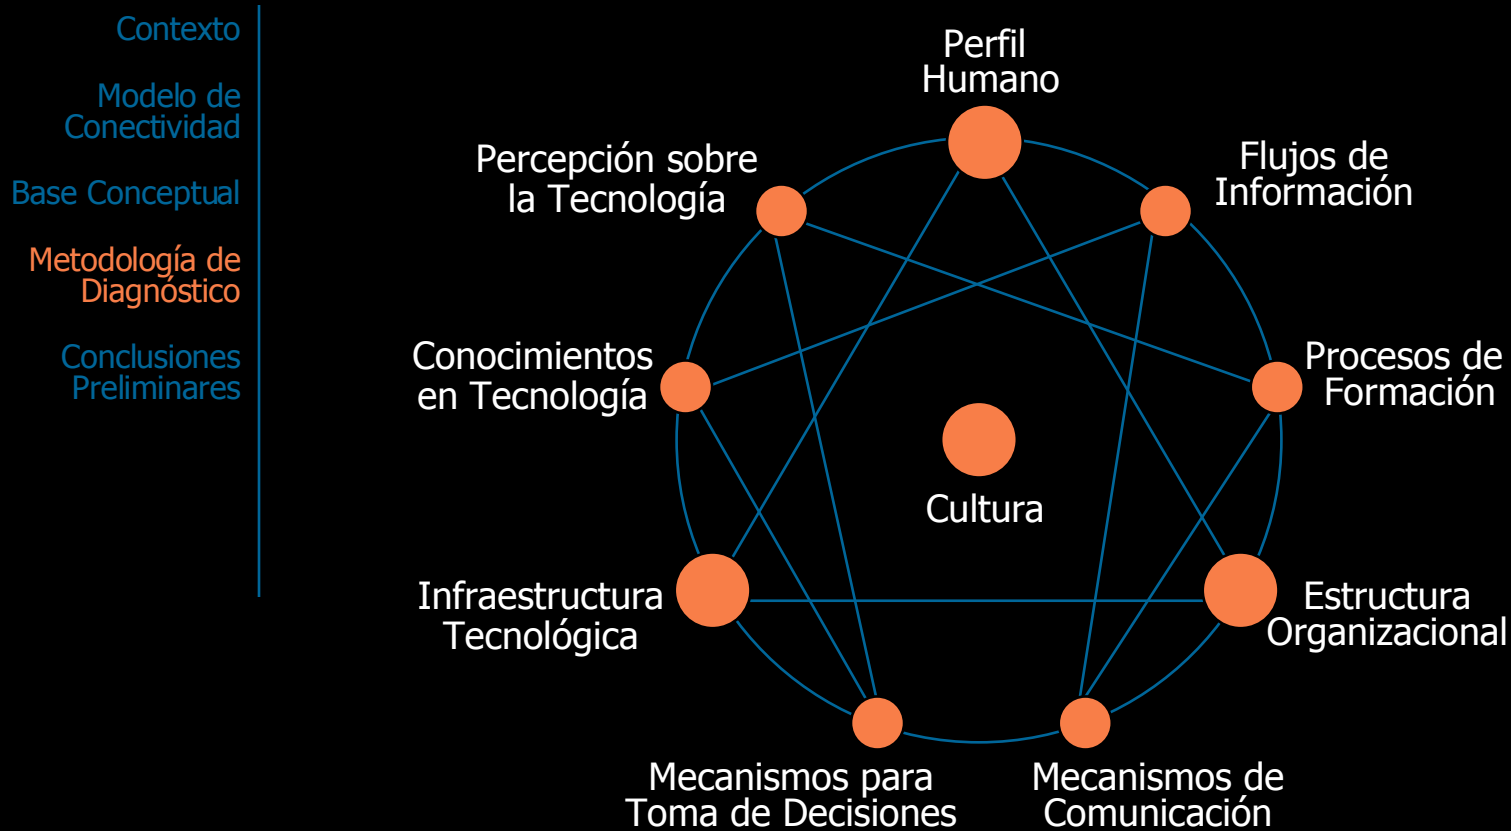 Contexto
Modelo de
Conectividad
Base Conceptual
Metodología de
Diagnóstico
Conclusiones
Preliminares
Perfil
Humano
Percepción sobre
la Tecnología
Flujos de
Información
Conocimientos
en Tecnología
Procesos de
Formación
Cultura
Infraestructura
Tecnológica
Estructura
Organizacional
Mecanismos para
Toma de Decisiones
Mecanismos de
Comunicación